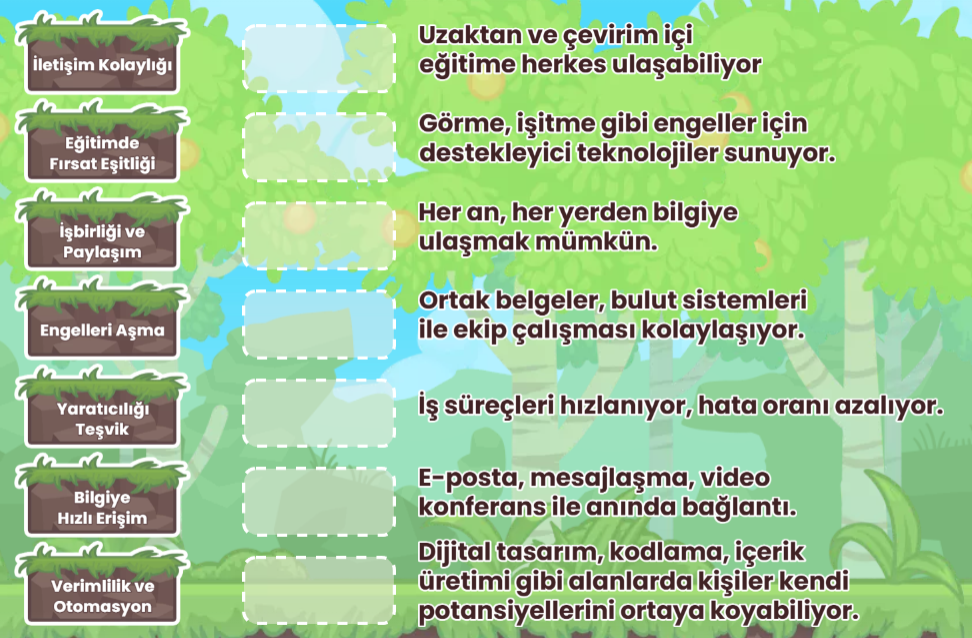 İletişim Kolaylığı
Uzaktan ve çevirim içi
eğitime herkes ulaşabiliyor
Eğitimde
Fırsat Eşitliği
Görme, işitme gibi engeller için
destekleyici teknolojiler sunuyor.
İşbirliği ve
Paylaşım
Her an, her yerden bilgiye
ulaşmak mümkün.
Engelleri Aşma
Ortak belgeler, bulut sistemleri
ile ekip çalışması kolaylaşıyor.
Yaratıcılığı
Teşvik
İş süreçleri hızlanıyor, hata oranı azalıyor.
Bilgiye
Hızlı Erişim
E-posta, mesajlaşma, video
konferans ile anında bağlantı.
Verimlilik ve
Otomasyon
Dijital tasarım, kodlama, içerik
üretimi gibi alanlarda kişiler kendi
potansiyellerini ortaya koyabiliyor.